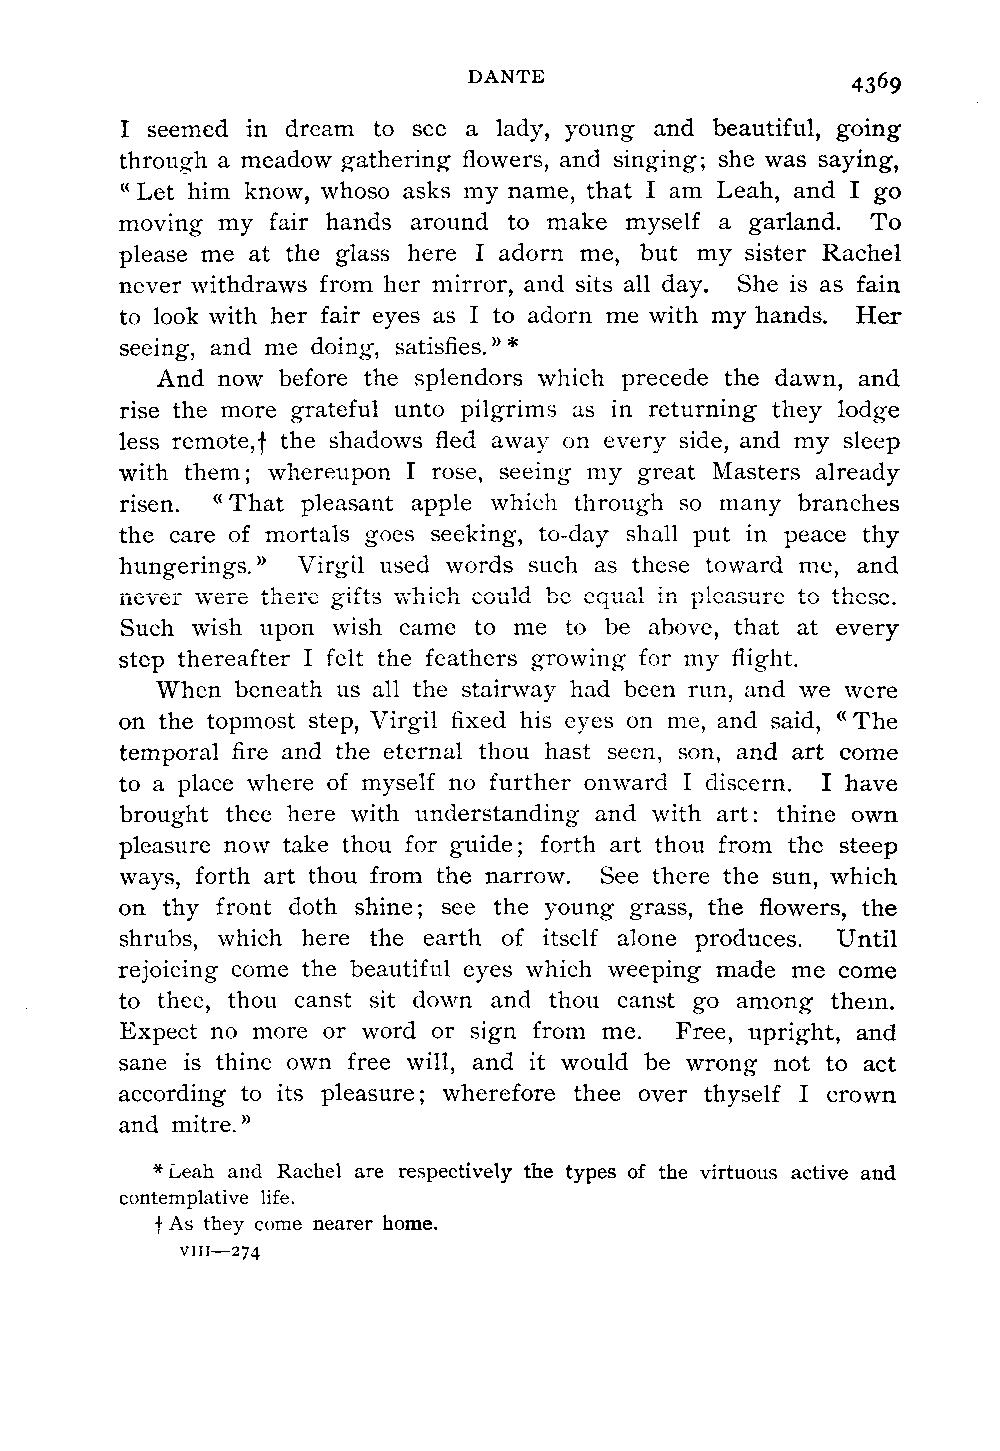 DANTE
4369
I seemed in dream to see a lady, young and beautiful, going
through a meadow gathering flowers, and singing; she was saying,
« Let him know, whoso asks my name, that I am Leah, and I go
moving my fair hands around to make myself a garland. To
please me at the glass here I adorn me, but my sister Rachel
never withdraws from her mirror, and sits all day. She is as fain
to look with her fair eyes as I to adorn me with my hands. Her
seeing, and me doing, satisfies. » *
And now before the splendors which precede the dawn, and
rise the more grateful unto pilgrims as in returning they lodge
less remote,† the shadows fled away on every side, and my sleep
with them; whereupon I rose, seeing my great Masters already
risen. « That pleasant apple which through so many branches
the care of mortals goes seeking, to-day shall put in peace thy
hungerings. » Virgil used words such as these toward me, and
never were there gifts which could be equal in pleasure to these.
Such wish upon wish came to me to be above, that at every
step thereafter I felt the feathers growing for my flight.
When beneath us all the stairway had been run, and we were
on the topmost step, Virgil fixed his eyes on me, and said, « The
temporal fire and the eternal thou hast seen, son, and art come
to a place where of myself no further onward I discern. I have
brought thee here with understanding and with art: thine own
pleasure now take thou for guide; forth art thou from the steep
ways, forth art thou from the narrow. See there the sun, which
on thy front doth shine; see the young grass, the flowers, the
shrubs, which here the earth of itself alone produces. Until
rejoicing come the beautiful eyes which weeping made me come
to thee, thou canst sit down and thou canst go among them.
Expect no more or word or sign from me. Free, upright, and
sane is thine own free will, and it would be wrong not to act
according to its pleasure; wherefore thee over thyself I crown
and mitre. »
* Leah and Rachel are respectively the types of the virtuous active and
contemplative life.
† As they come nearer home.
VIII—274